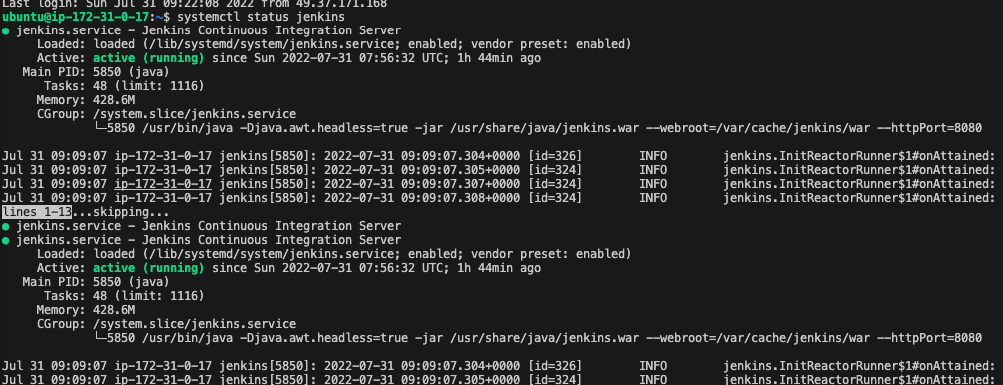 Last login: Sun Jul 31 09:22:08 2022 from 49.37.171.168
ubuntu@ip-172-31-0-17:~$ systemctl status jenkins
● jenkins.service - Jenkins Continuous Integration Server
Loaded: loaded (/lib/systemd/system/jenkins.service; enabled; vendor preset: enabled)
Active: active (running) since Sun 2022-07-31 07:56:32 UTC; 1h 44min ago
Main PID: 5850 (java)
Tasks: 48 (limit: 1116)
Memory: 428.6M
CGroup: /system.slice/jenkins.service
└─5850 /usr/bin/java -Djava.awt.headless=true -jar /usr/share/java/jenkins.war --webroot=/var/cache/jenkins/war --httpPort=8080
Jul 31 09:09:07 ip-172-31-0-17 jenkins[5850]: 2022-07-31 09:09:07.304+0000 [id=326] INFO jenkins.InitReactorRunner$1#onAttained:
Jul 31 09:09:07 ip-172-31-0-17 jenkins[5850]: 2022-07-31 09:09:07.305+0000 [id=324] INFO jenkins.InitReactorRunner$1#onAttained:
Jul 31 09:09:07 ip-172-31-0-17 jenkins[5850]: 2022-07-31 09:09:07.307+0000 [id=324] INFO jenkins.InitReactorRunner$1#onAttained:
Jul 31 09:09:07 ip-172-31-0-17 jenkins[5850]: 2022-07-31 09:09:07.308+0000 [id=324] INFO jenkins.InitReactorRunner$1#onAttained:
lines 1-13...skipping...
● jenkins.service - Jenkins Continuous Integration Server
● jenkins.service - Jenkins Continuous Integration Server
Loaded: loaded (/lib/systemd/system/jenkins.service; enabled; vendor preset: enabled)
Active: active (running) since Sun 2022-07-31 07:56:32 UTC; 1h 44min ago
Main PID: 5850 (java)
Tasks: 48 (limit: 1116)
Memory: 428.6M
CGroup: /system.slice/jenkins.service
└─5850 /usr/bin/java -Djava.awt.headless=true -jar /usr/share/java/jenkins.war --webroot=/var/cache/jenkins/war --httpPort=8080
Jul 31 09:09:07 ip-172-31-0-17 jenkins[5850]: 2022-07-31 09:09:07.304+0000 [id=326] INFO jenkins.InitReactorRunner$1#onAttained:
Jul 31 09:09:07 ip-172-31-0-17 jenkins[5850]: 2022-07-31 09:09:07.305+0000 [id=324] INFO jenkins.InitReactorRunner$1#onAttained: